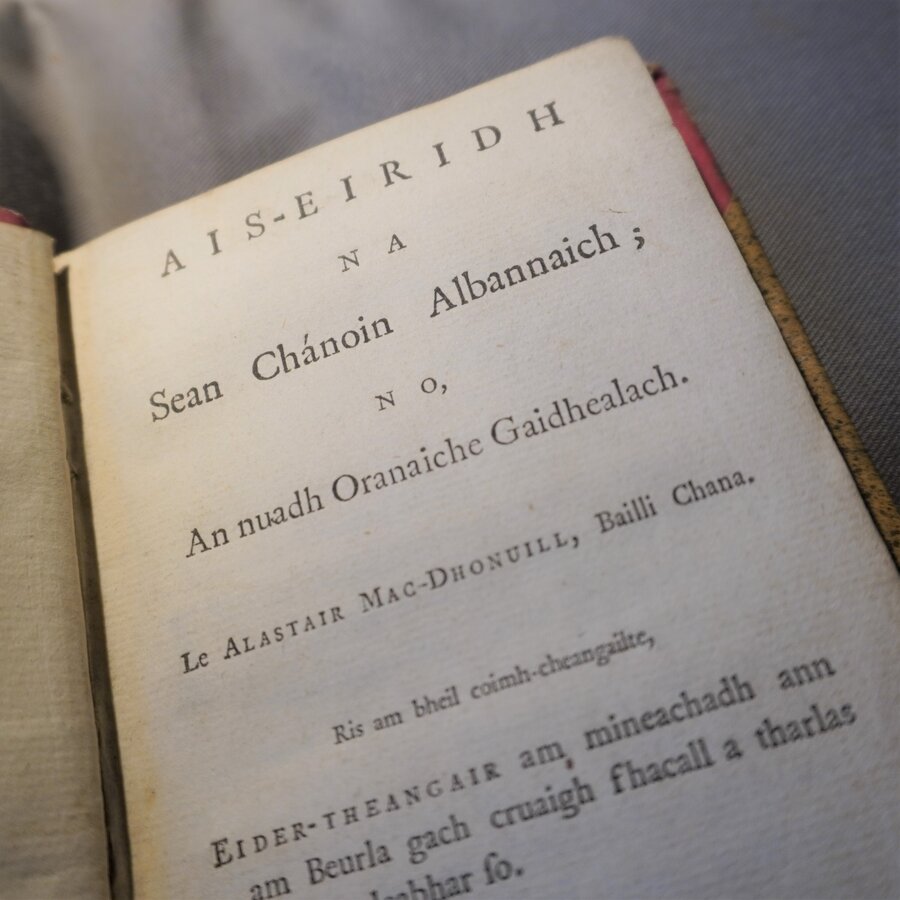 AIS-EIRIDH
NA
Sean Chánoin Albannaich;
NO,
An nuadh Oranaiche Gaidhealach.
Le ALASTAIR MAC-DHONUILL, Bailli Chana.
Ris am bheil coimh-cheangailte,
EIDER-THEANGAIR am mineachadh ann
am Beurla gach cruaigh fhacall a tharlas
ſo.